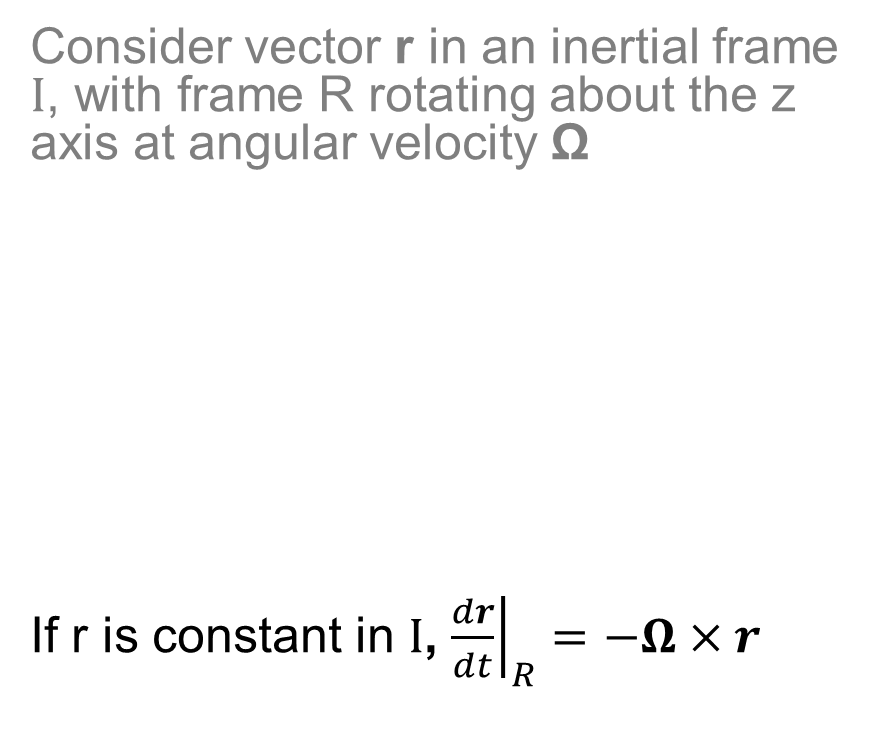 Consider vector r in an inertial frame
I, with frame R rotating about the z
axis at angular velocity Ω
If r is constant in I, dr/dt|R = −Ω × r